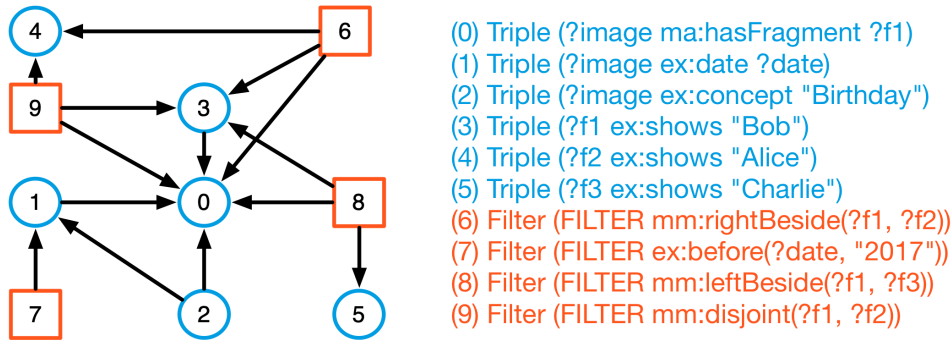 4
6
9
3
1
0
8
7
2
5
(0) Triple (?image ma:hasFragment ?f1)
(1) Triple (?image ex:date ?date)
(2) Triple (?image ex:concept "Birthday")
(3) Triple (?f1 ex:shows "Bob")
(4) Triple (?f2 ex:shows "Alice")
(5) Triple (?f3 ex:shows "Charlie")
(6) Filter (FILTER mm:rightBeside(?f1, ?f2))
(7) Filter (FILTER ex:before(?date, "2017"))
(8) Filter (FILTER mm:leftBeside(?f1, ?f3))
(9) Filter (FILTER mm:disjoint(?f1, ?f2))